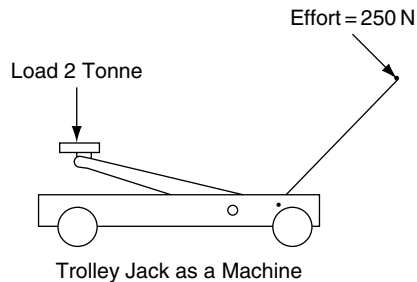 Effort = 250 N
Load 2 Tonne
Trolley Jack as a Machine